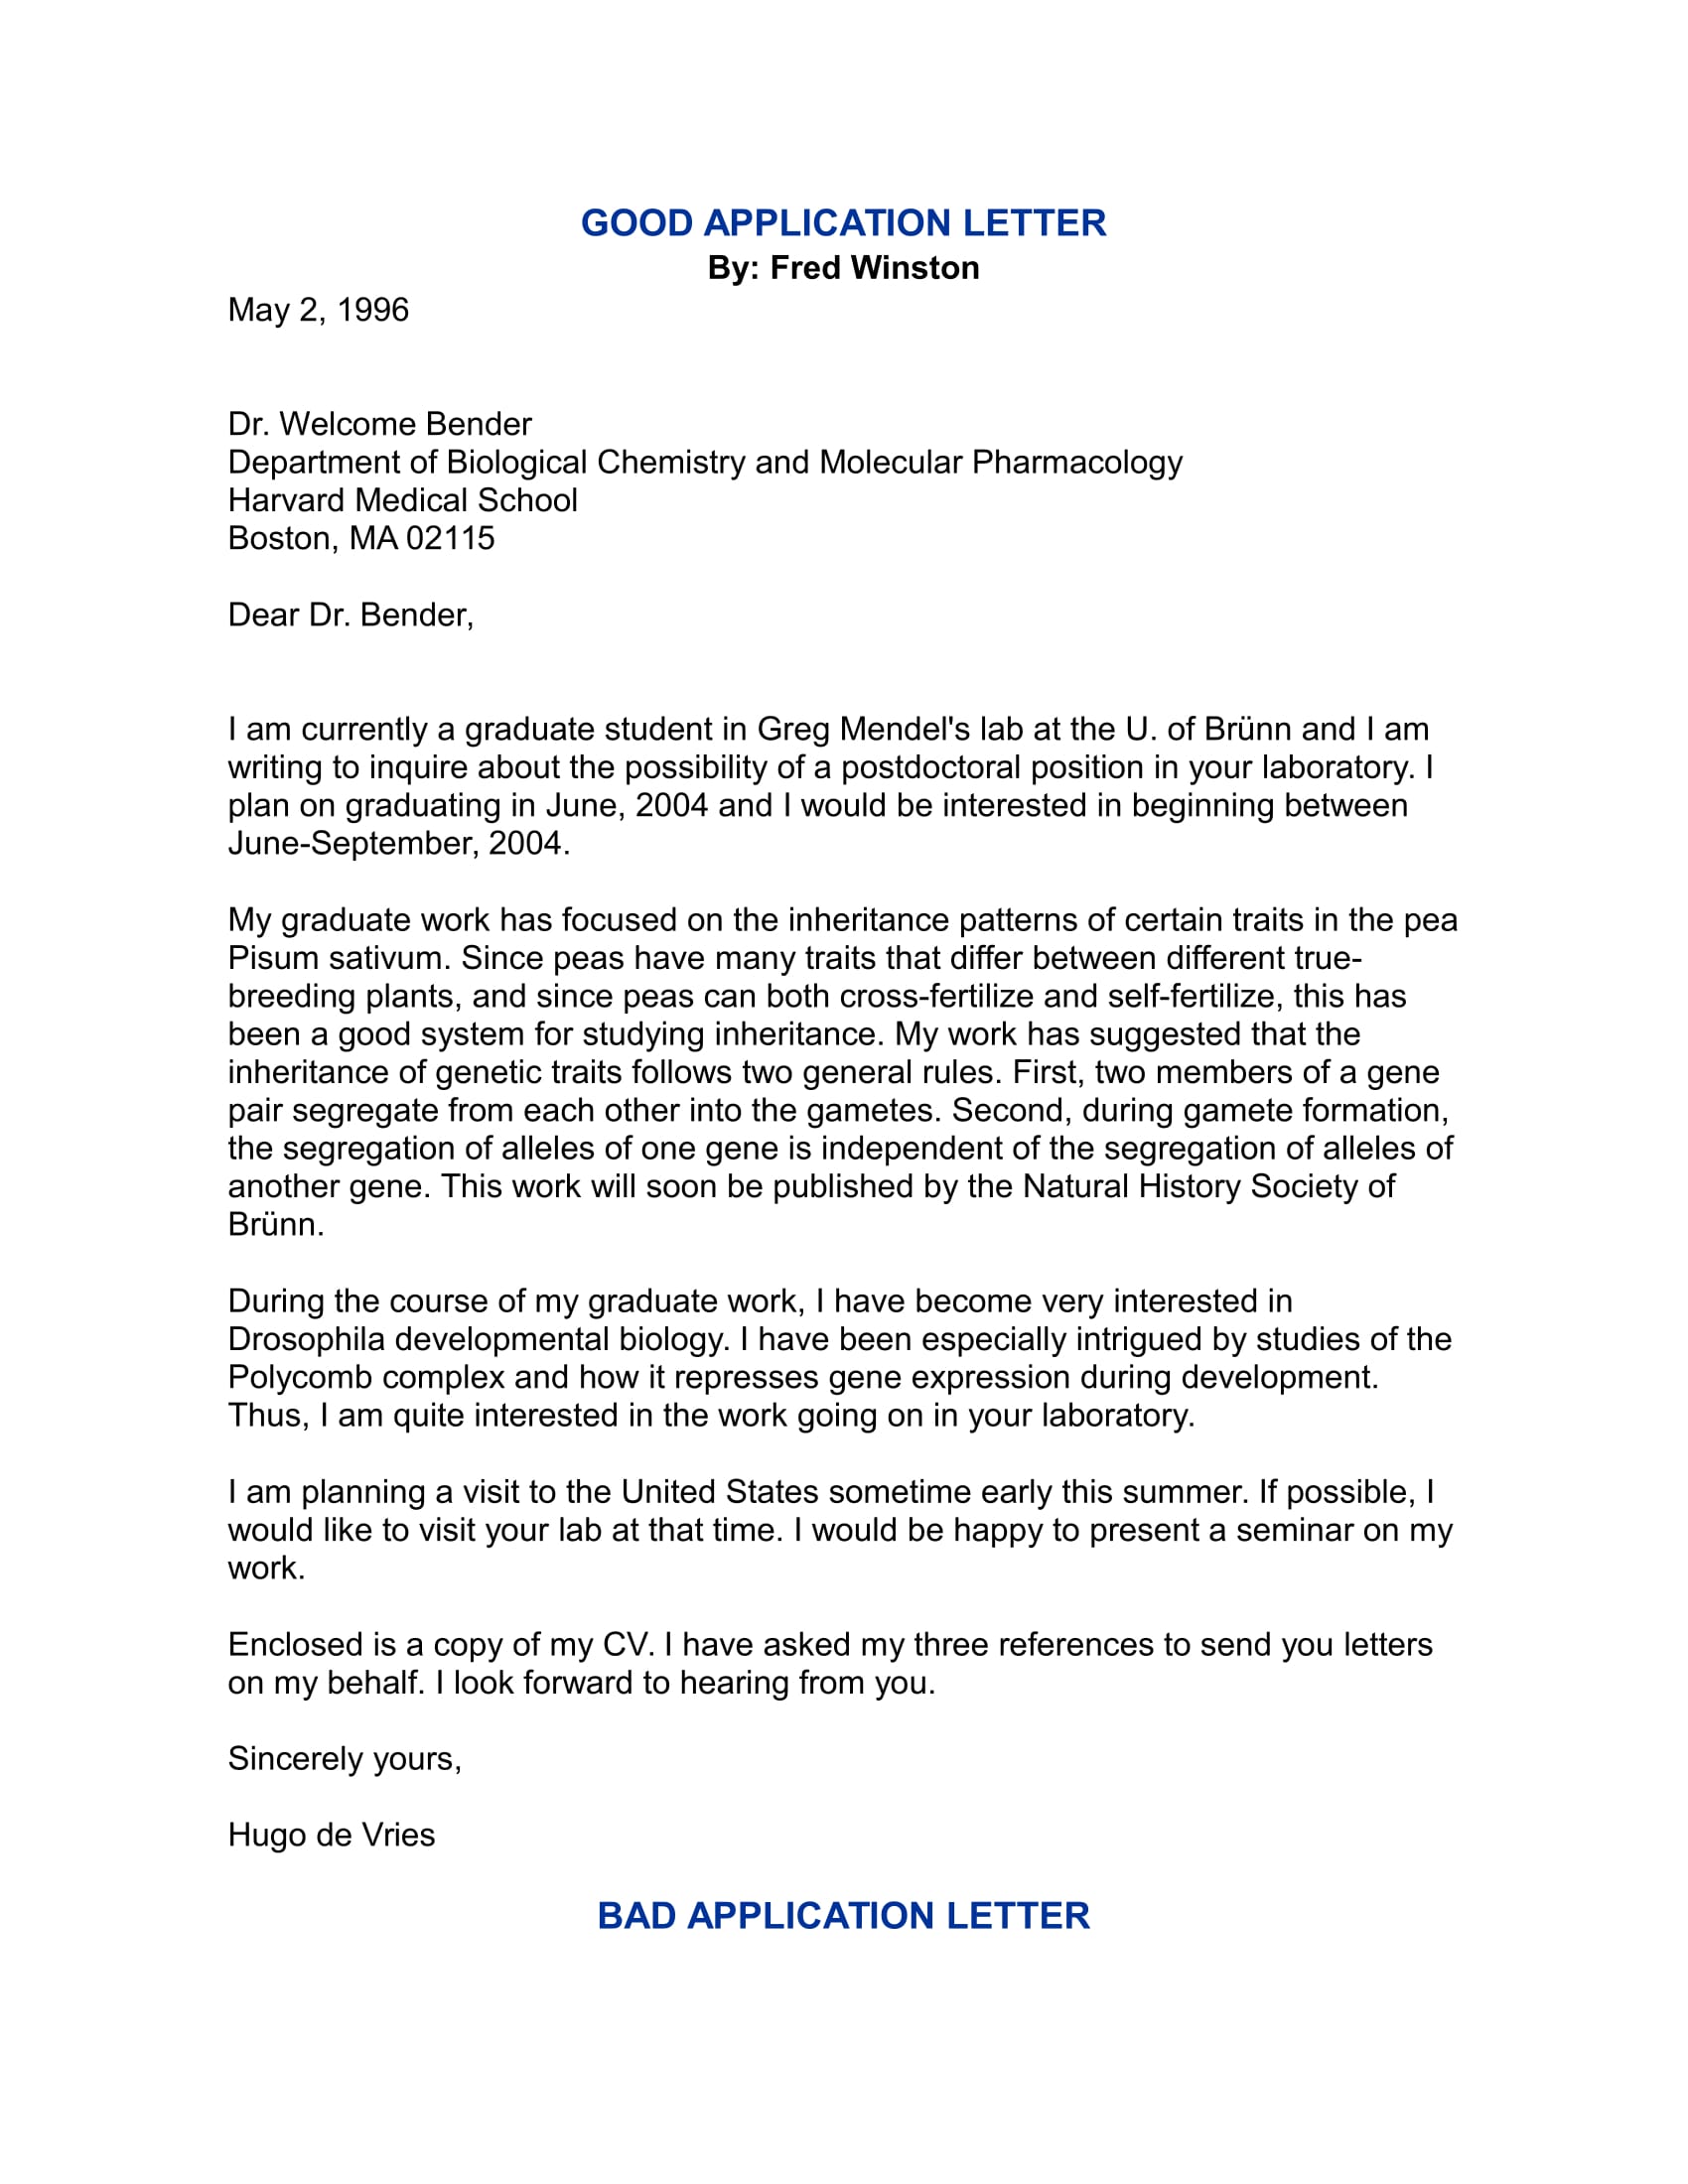 GOOD APPLICATION LETTER
By: Fred Winston
May 2, 1996
Dr. Welcome Bender
Department of Biological Chemistry and Molecular Pharmacology
Harvard Medical School
Boston, MA 02115
Dear Dr. Bender,
I am currently a graduate student in Greg Mendel's lab at the U. of Brünn and I am
writing to inquire about the possibility of a postdoctoral position in your laboratory. I
plan on graduating in June, 2004 and I would be interested in beginning between
June-September, 2004.
My graduate work has focused on the inheritance patterns of certain traits in the pea
Pisum sativum. Since peas have many traits that differ between different true-
breeding plants, and since peas can both cross-fertilize and self-fertilize, this has
been a good system for studying inheritance. My work has suggested that the
inheritance of genetic traits follows two general rules. First, two members of a gene
pair segregate from each other into the gametes. Second, during gamete formation,
the segregation of alleles of one gene is independent of the segregation of alleles of
another gene. This work will soon be published by the Natural History Society of
Brünn.
During the course of my graduate work, I have become very interested in
Drosophila developmental biology. I have been especially intrigued by studies of the
Polycomb complex and how it represses gene expression during development.
Thus, I am quite interested in the work going on in your laboratory.
I am planning a visit to the United States sometime early this summer. If possible, I
would like to visit your lab at that time. I would be happy to present a seminar on my
work.
Enclosed is a copy of my CV. I have asked my three references to send you letters
on my behalf. I look forward to hearing from you.
Sincerely yours,
Hugo de Vries
BAD APPLICATION LETTER